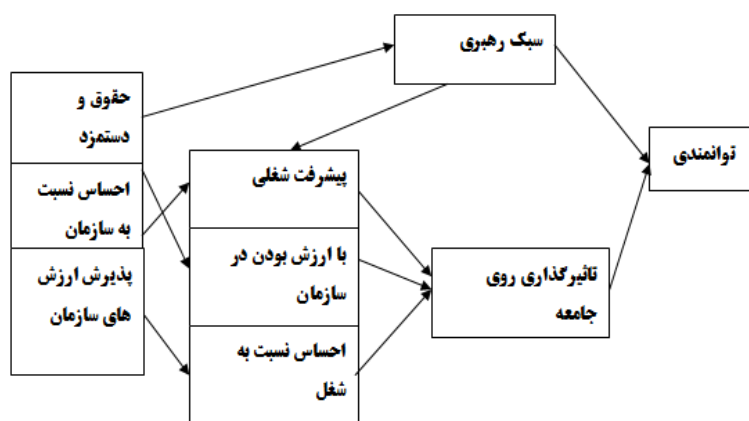 سبک رهبری
حقوق و
دستمزد
توانمندی
پیشرفت شغلی
احساس نسبت
به سازمان
با ارزش بودن در
سازمان
پذیرش ارزش
های سازمان
تاثیرگذاری روی
جامعه
احساس نسبت به
شغل